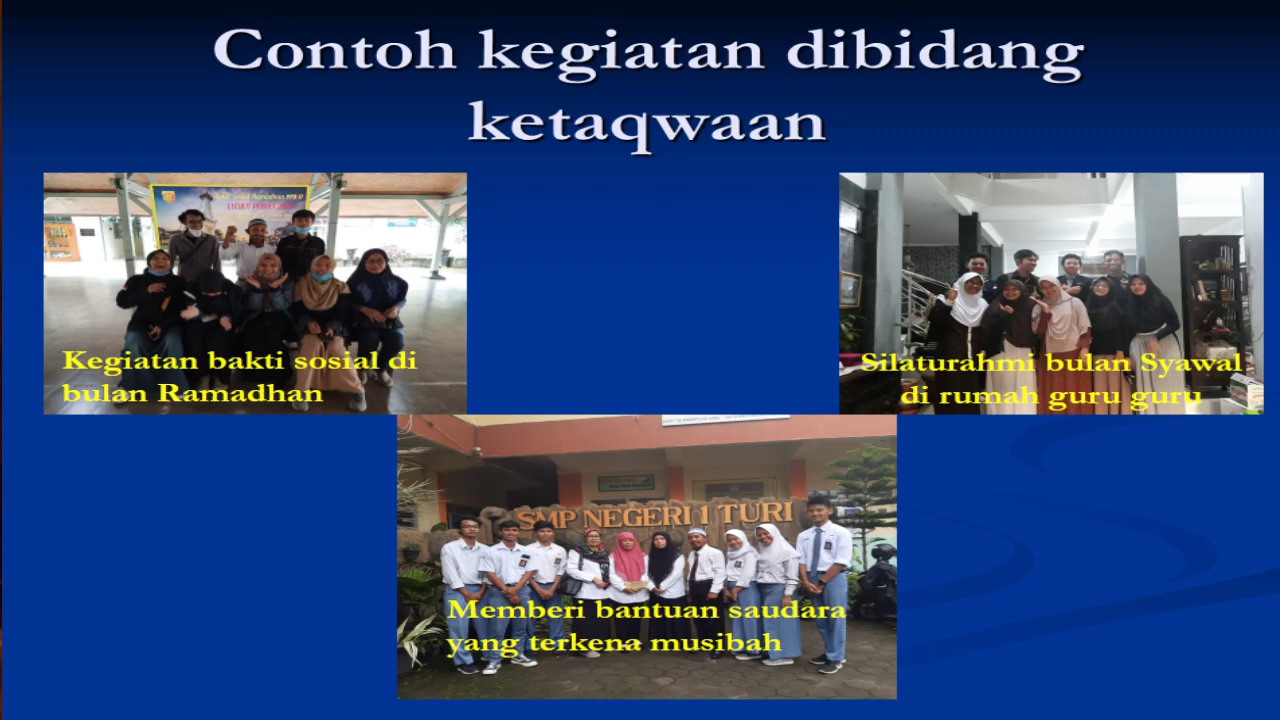 Contoh kegiatan dibidang
ketaqwaan
Kegiatan bakti sosial di
bulan Ramadhan
Silaturahmi bulan Syawal
di rumah guru guru
SMP NEGERI 1 TURI
Memberi bantuan saudara
yang terkena musibah